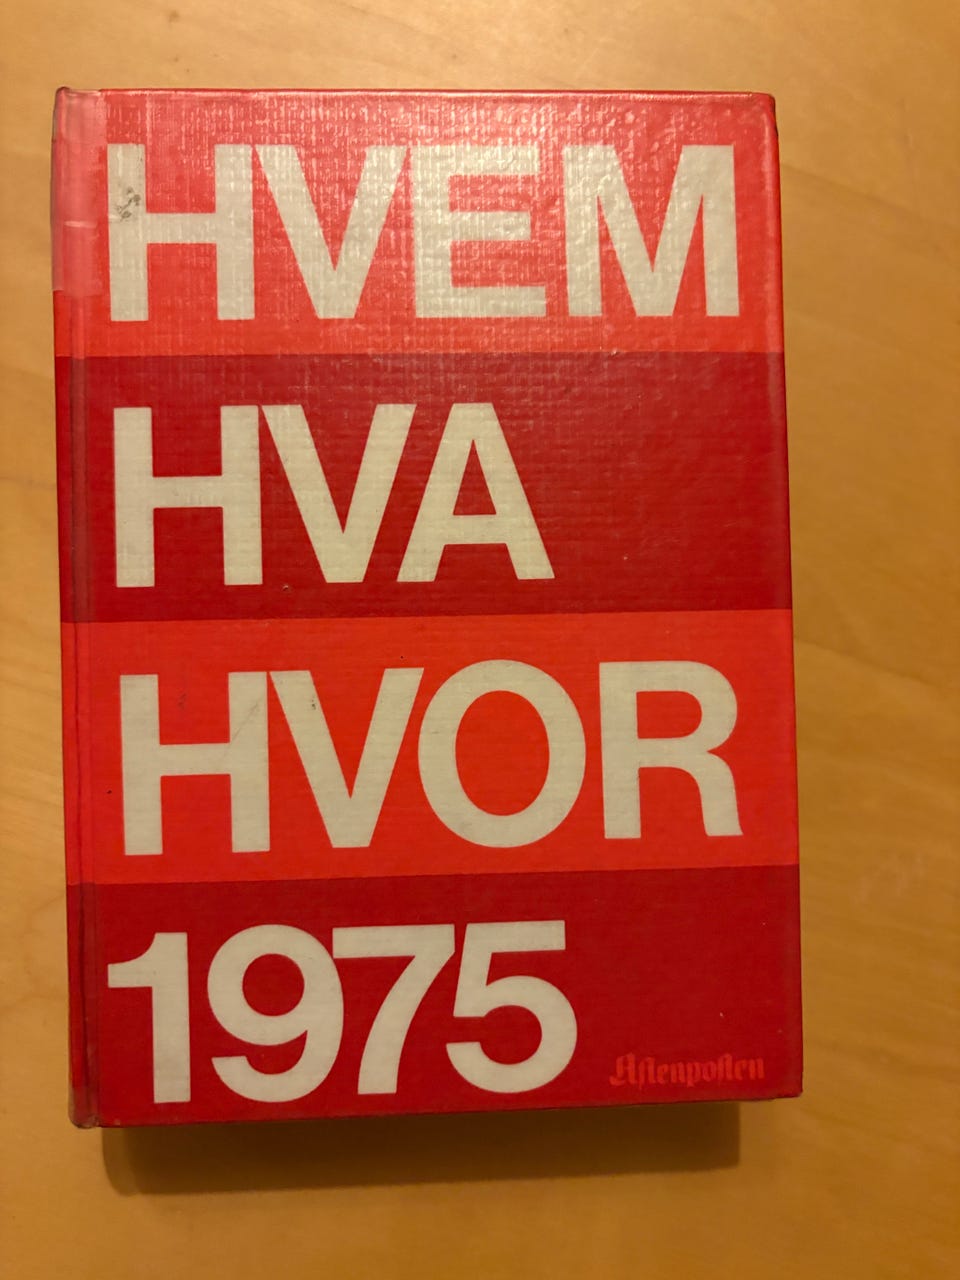 HVEM
HVA
HVOR
1975
Aftenposten